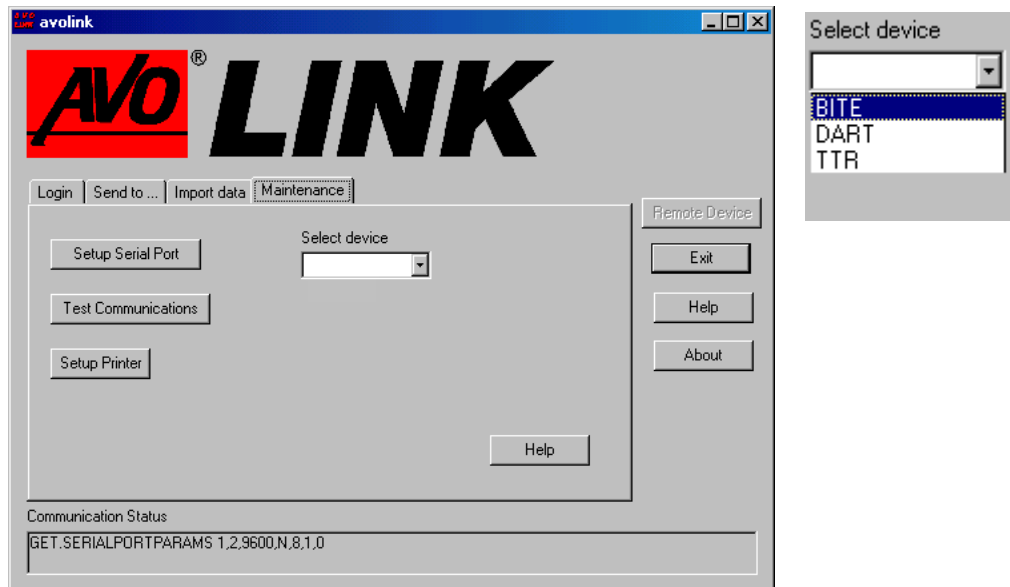 AVO LINK avolink
AVO® LINK
Login Send to ... Import data Maintenance
Remote Device
Setup Serial Port
Select device
Exit
Test Communications
Help
Setup Printer
About
Help
Communication Status
GET.SERIALPORTPARAMS 1,2,9600,N,8,1,0
Select device
BITE
DART
TTR